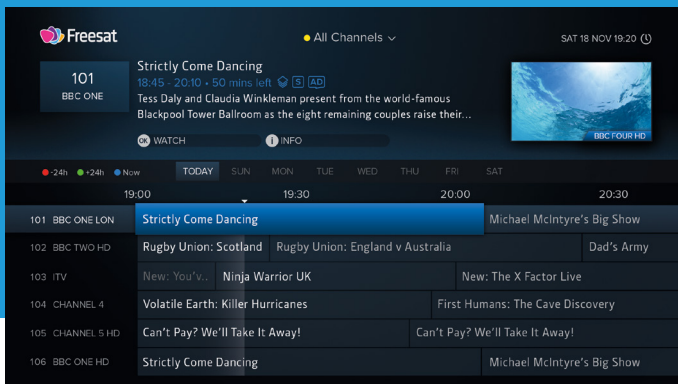 Freesat
All Channels
SAT 18 NOV 19:20
101
BBC ONE
Strictly Come Dancing
18:45 - 20:10 • 50 mins left S AD
Tess Daly and Claudia Winkleman present from the world-famous
Blackpool Tower Ballroom as the eight remaining couples raise their...
OK WATCH
i INFO
BBC FOUR HD
-24h +24h Now
TODAY SUN MON TUE WED THU FRI SAT
19:00 19:30 20:00 20:30
101 BBC ONE LON Strictly Come Dancing Michael McIntyre's Big Show
102 BBC TWO HD Rugby Union: Scotland Rugby Union: England v Australia Dad's Army
103 ITV New: You'v.. Ninja Warrior UK New: The X Factor Live
104 CHANNEL 4 Volatile Earth: Killer Hurricanes First Humans: The Cave Discovery
105 CHANNEL 5 HD Can't Pay? We'll Take It Away! Can't Pay? We'll Take It Away!
106 BBC ONE HD Strictly Come Dancing Michael McIntyre's Big Show